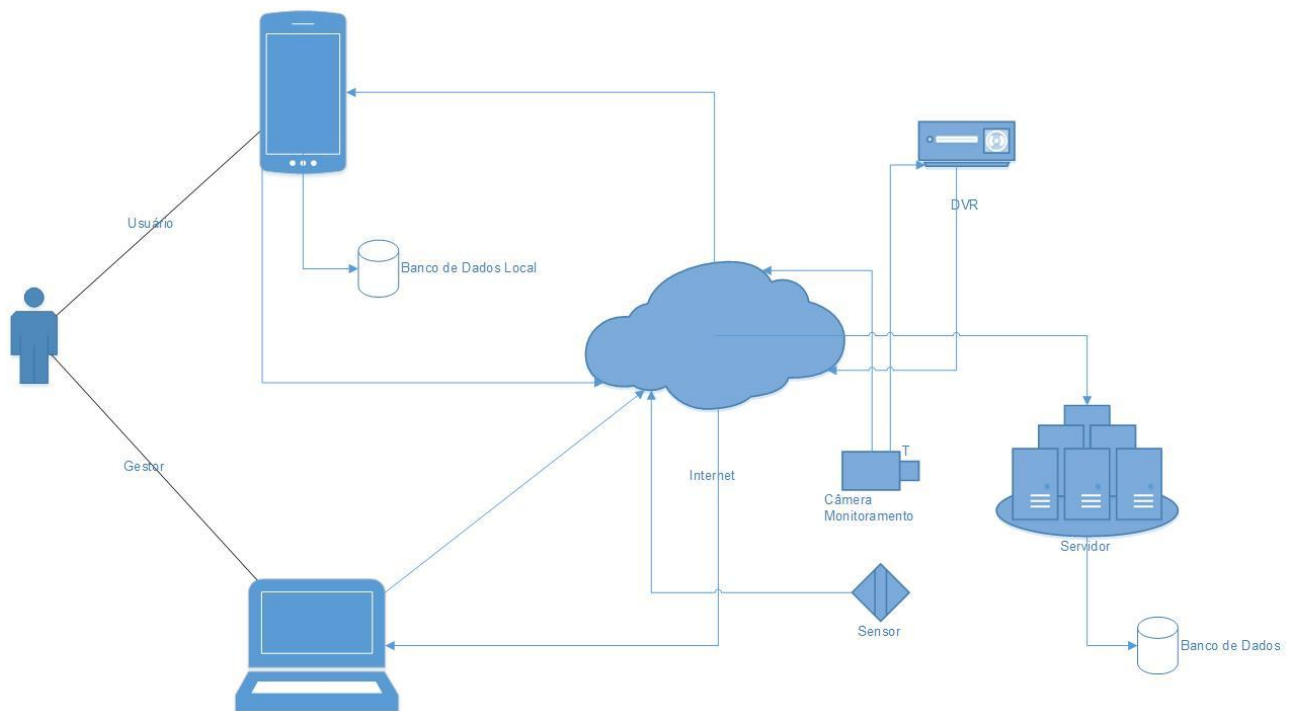 DVR
Usuário
Banco de Dados Local
T
Gestor
Internet
Câmera
Monitoramento
Servidor
Sensor
Banco de Dados